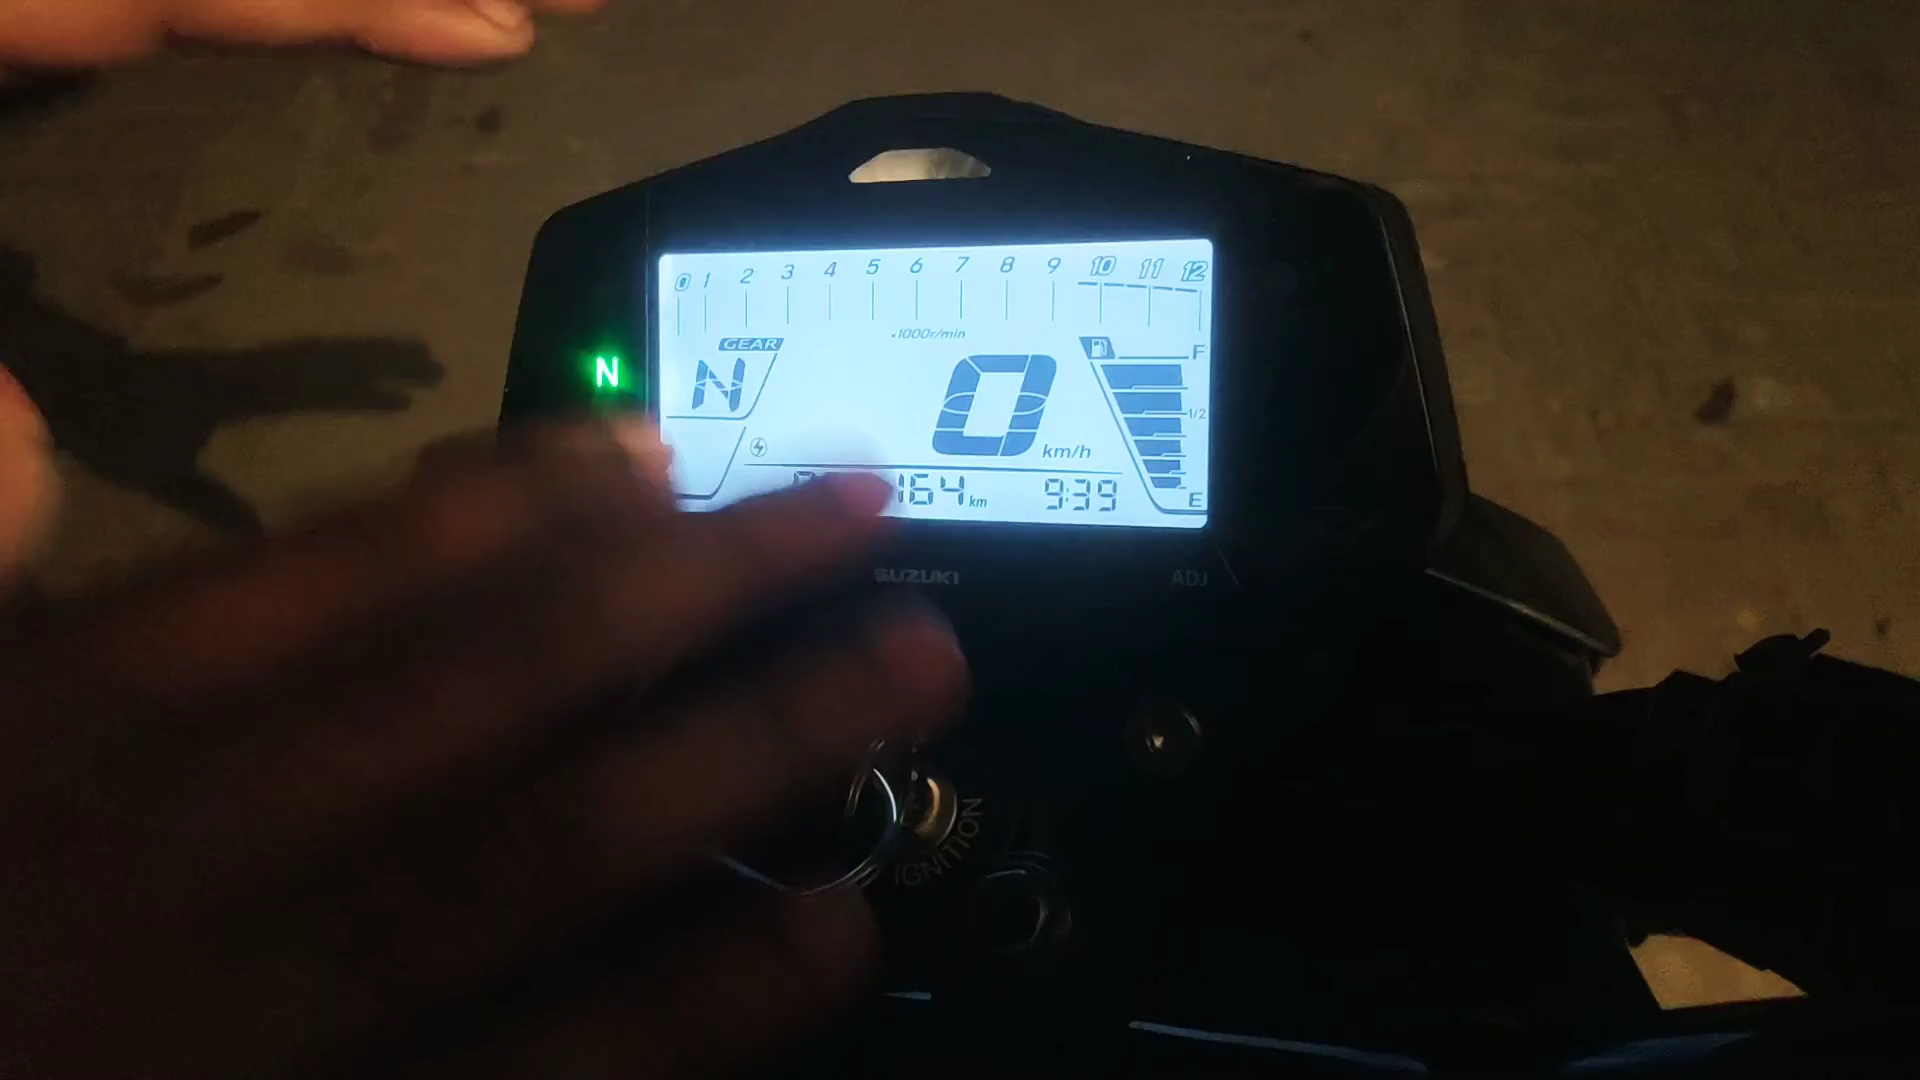 0 1 2 3 4 5 6 7 8 9 10 11 12
×1000r/min
GEAR
F
N N 0
1/2
km/h
164 km 9:39 E
SUZUKI ADJ
IGNITION